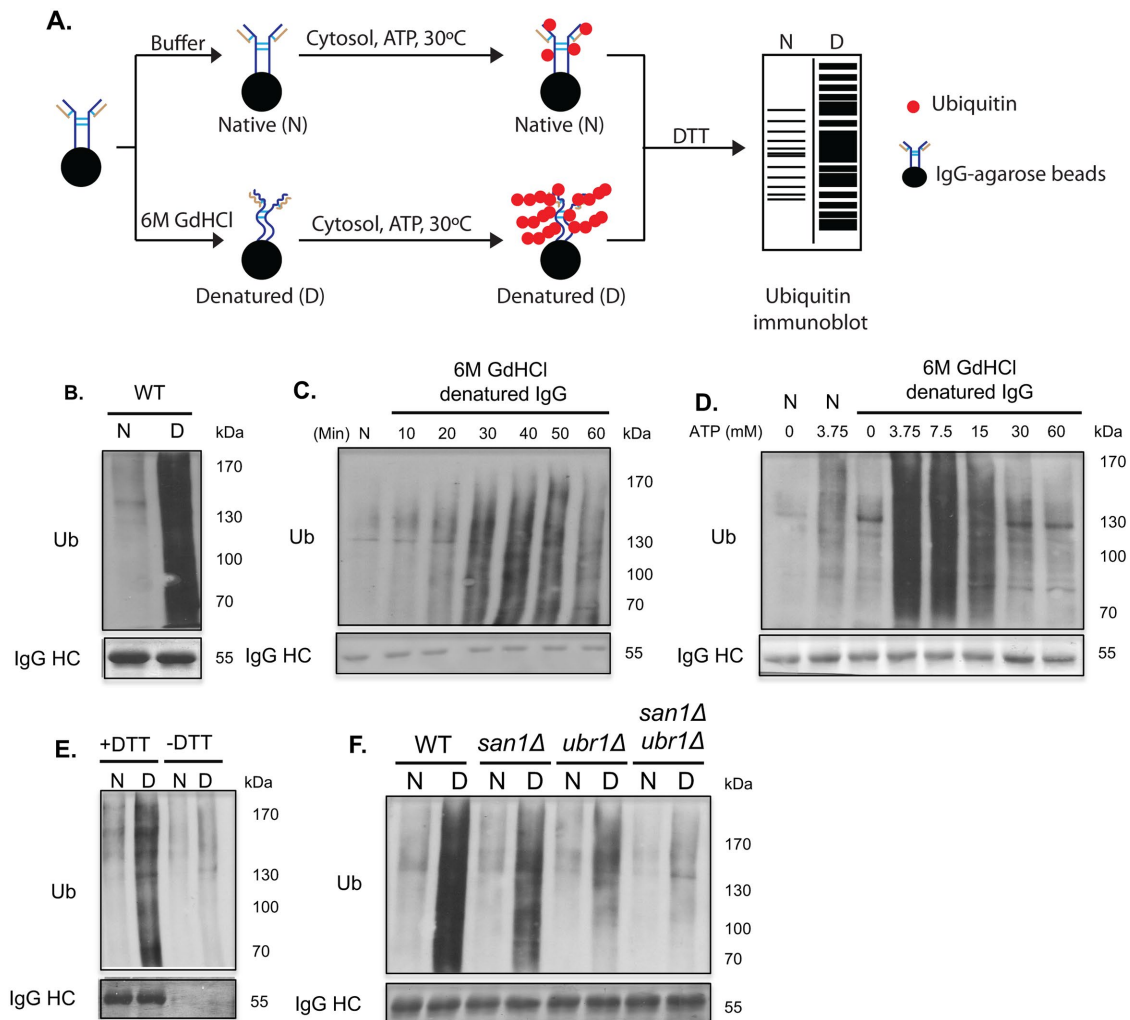 A.
Buffer
Cytosol, ATP, 30ºC
Native (N)
Native (N)
6M GdHCl
Cytosol, ATP, 30ºC
Denatured (D)
Denatured (D)
DTT
N D
Ubiquitin
immunoblot
Ubiquitin
IgG-agarose beads
B.
WT
N D kDa
170
130
100
70
Ub
IgG HC 55
C.
6M GdHCl
denatured IgG
(Min) N 10 20 30 40 50 60 kDa
170
130
100
70
Ub
IgG HC 55
D.
6M GdHCl
denatured IgG
N N
ATP (mM) 0 3.75 0 3.75 7.5 15 30 60 kDa
170
130
100
70
Ub
IgG HC 55
E.
+DTT -DTT
N D N D kDa
170
130
100
70
Ub
IgG HC 55
F.
WT san1Δ ubr1Δ san1Δ
ubr1Δ
N D N D N D N D kDa
170
130
100
70
Ub
IgG HC 55